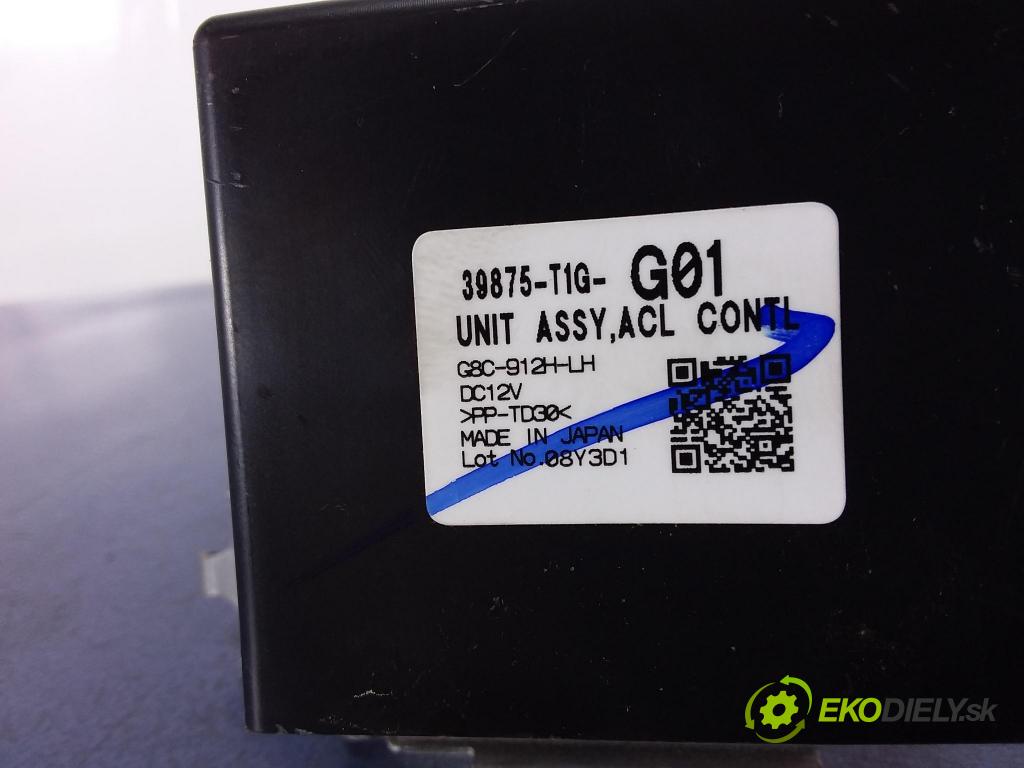 39875-T1G- G01
UNIT ASSY,ACL CONTL
G8C-912H-LH
DC12V
>PP-TD30<
MADE IN JAPAN
Lot No.08Y3D1
EKODIELY.sk